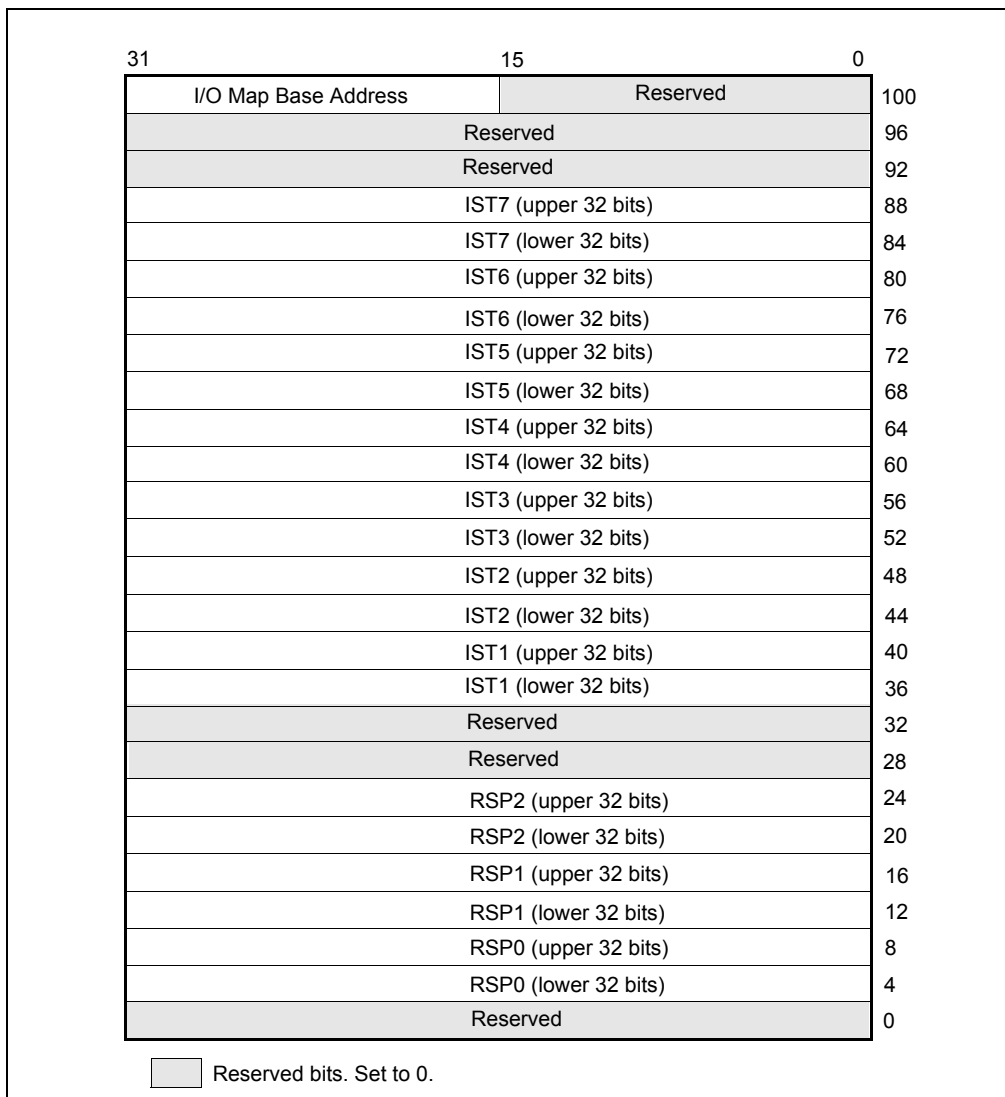 31 15 0
I/O Map Base Address Reserved 100
Reserved 96
Reserved 92
IST7 (upper 32 bits) 88
IST7 (lower 32 bits) 84
IST6 (upper 32 bits) 80
IST6 (lower 32 bits) 76
IST5 (upper 32 bits) 72
IST5 (lower 32 bits) 68
IST4 (upper 32 bits) 64
IST4 (lower 32 bits) 60
IST3 (upper 32 bits) 56
IST3 (lower 32 bits) 52
IST2 (upper 32 bits) 48
IST2 (lower 32 bits) 44
IST1 (upper 32 bits) 40
IST1 (lower 32 bits) 36
Reserved 32
Reserved 28
RSP2 (upper 32 bits) 24
RSP2 (lower 32 bits) 20
RSP1 (upper 32 bits) 16
RSP1 (lower 32 bits) 12
RSP0 (upper 32 bits) 8
RSP0 (lower 32 bits) 4
Reserved 0
Reserved bits. Set to 0.